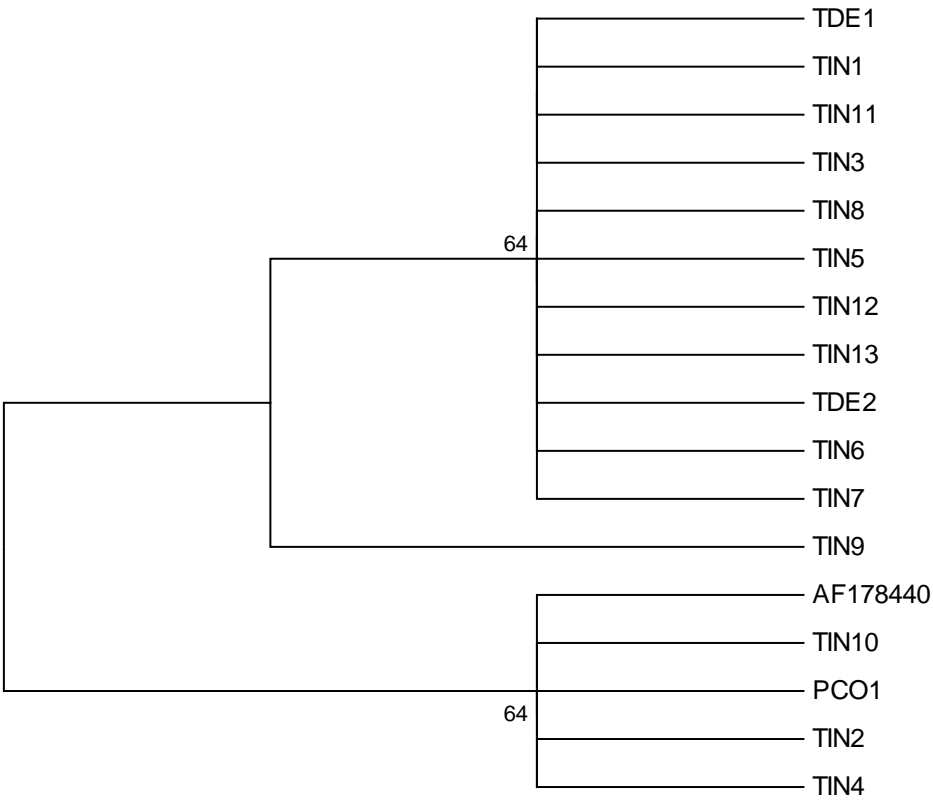 TDE1
TIN1
TIN11
TIN3
TIN8
64
TIN5
TIN12
TIN13
TDE2
TIN6
TIN7
TIN9
AF178440
TIN10
PCO1
64
TIN2
TIN4